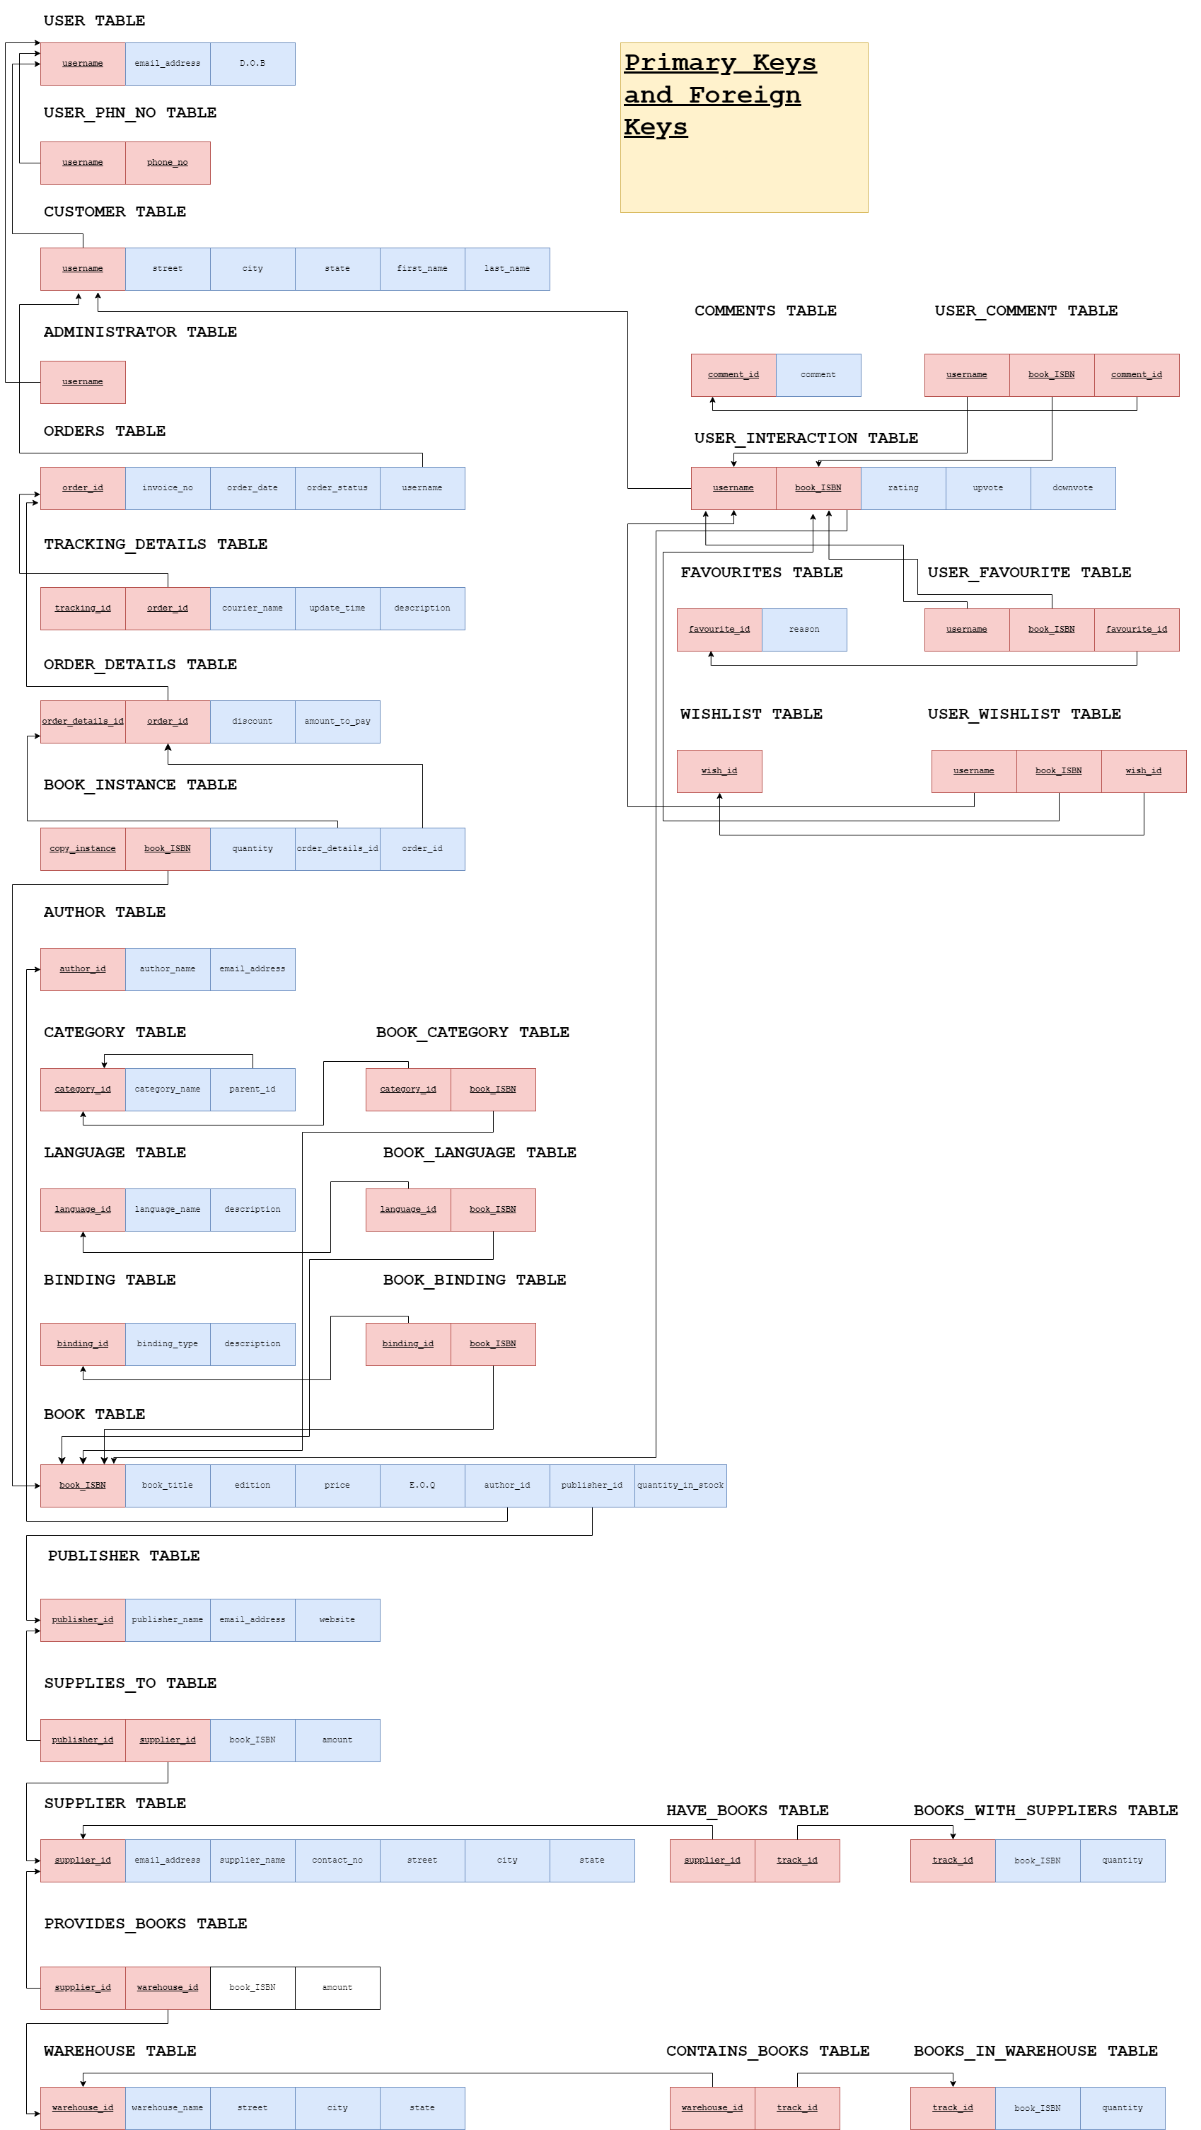 USER TABLE
username email_address D.O.B
Primary Keys
and Foreign
Keys
USER_PHN_NO TABLE
username phone_no
CUSTOMER TABLE
username street city state first_name last_name
ADMINISTRATOR TABLE
username
COMMENTS TABLE USER_COMMENT TABLE
comment_id comment username book_ISBN comment_id
ORDERS TABLE
order_id invoice_no order_date order_status username
USER_INTERACTION TABLE
username book_ISBN rating upvote downvote
TRACKING_DETAILS TABLE
tracking_id order_id courier_name update_time description
FAVOURITES TABLE USER_FAVOURITE TABLE
favourite_id reason username book_ISBN favourite_id
ORDER_DETAILS TABLE
order_details_id order_id discount amount_to_pay
WISHLIST TABLE USER_WISHLIST TABLE
wish_id username book_ISBN wish_id
BOOK_INSTANCE TABLE
copy_instance book_ISBN quantity order_details_id order_id
AUTHOR TABLE
author_id author_name email_address
CATEGORY TABLE BOOK_CATEGORY TABLE
category_id category_name parent_id category_id book_ISBN
LANGUAGE TABLE BOOK_LANGUAGE TABLE
language_id language_name description language_id book_ISBN
BINDING TABLE BOOK_BINDING TABLE
binding_id binding_type description binding_id book_ISBN
BOOK TABLE
book_ISBN book_title edition price E.O.Q author_id publisher_id quantity_in_stock
PUBLISHER TABLE
publisher_id publisher_name email_address website
SUPPLIES_TO TABLE
publisher_id supplier_id book_ISBN amount
SUPPLIER TABLE HAVE_BOOKS TABLE BOOKS_WITH_SUPPLIERS TABLE
supplier_id email_address supplier_name contact_no street city state supplier_id track_id track_id book_ISBN quantity
PROVIDES_BOOKS TABLE
supplier_id warehouse_id book_ISBN amount
WAREHOUSE TABLE CONTAINS_BOOKS TABLE BOOKS_IN_WAREHOUSE TABLE
warehouse_id warehouse_name street city state warehouse_id track_id track_id book_ISBN quantity